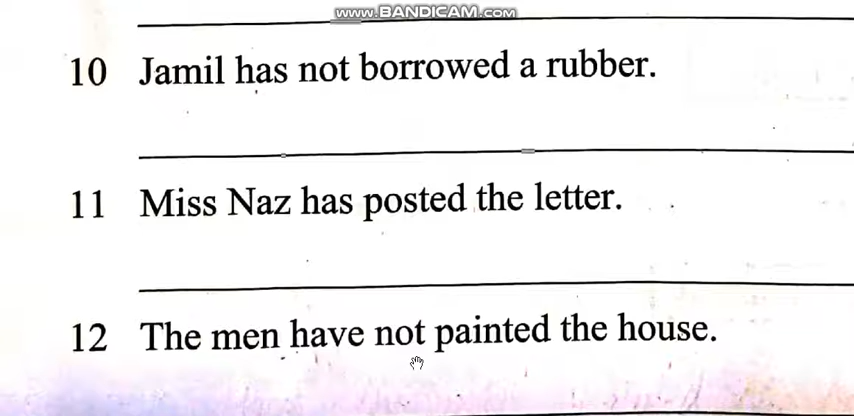 www.BANDICAM.com
10 Jamil has not borrowed a rubber.
11 Miss Naz has posted the letter.
12 The men have not painted the house.